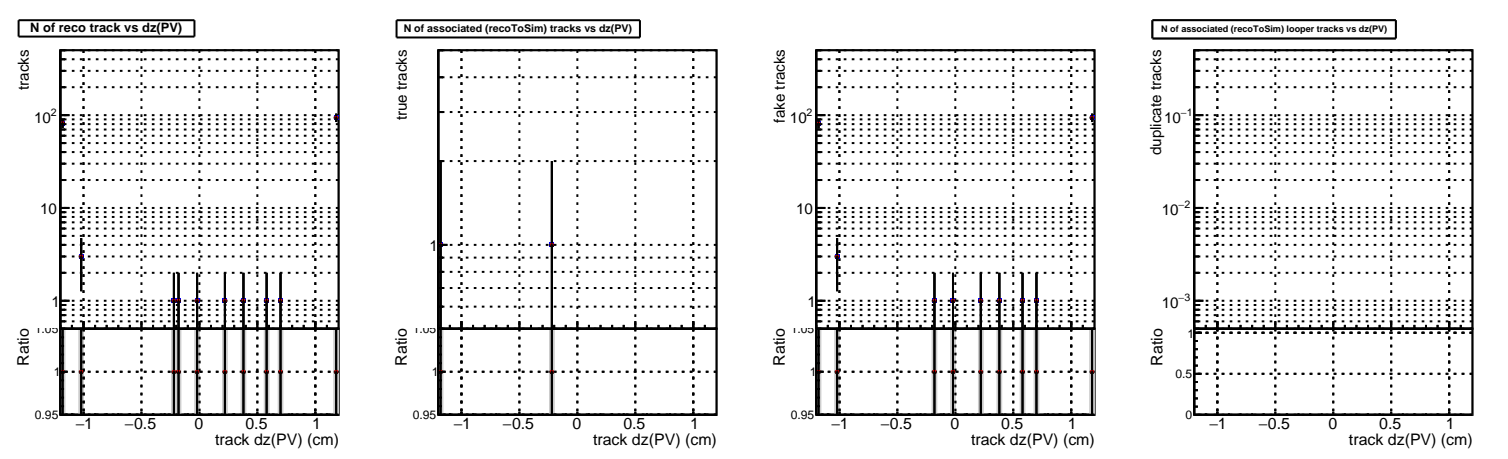 N of reco track vs dz(PV)
tracks
10²
10
1
1.05
Ratio
1
0.95
−1 −0.5 0 0.5 1
track dz(PV) (cm)
N of associated (recoToSim) tracks vs dz(PV)
true tracks
1
1.05
Ratio
1
0.95
−1 −0.5 0 0.5 1
track dz(PV) (cm)
fake tracks
10²
10
1
1.05
Ratio
1
0.95
−1 −0.5 0 0.5 1
track dz(PV) (cm)
N of associated (recoToSim) looper tracks vs dz(PV)
duplicate tracks
10⁻¹
10⁻²
10⁻³
Ratio
1
0.5
0
−1 −0.5 0 0.5 1
track dz(PV) (cm)